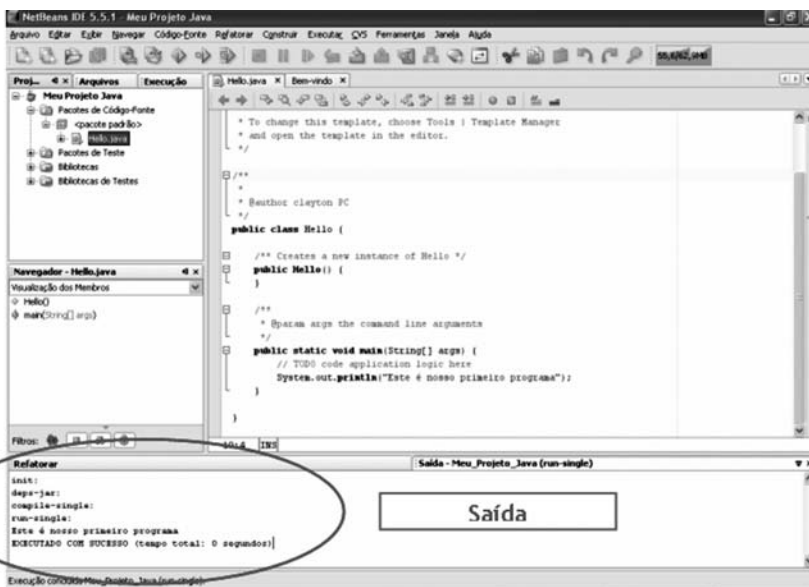 NetBeans IDE 5.5.1 - Meu Projeto Java
Arquivo Editar Exibir Navegar Código-Fonte Refatorar Construir Executar CVS Ferramentas Janela Ajuda
Proj... Arquivos Execução
Meu Projeto Java
Pacotes de Código-Fonte
<pacote padrão>
Hello.java
Pacotes de Teste
Bibliotecas
Bibliotecas de Testes
Navegador - Hello.java
Visualização dos Membros
Hello()
main(String[] args)
Filtros:
Hello.java Bem-vindo
* To change this template, choose Tools | Template Manager
* and open the template in the editor.
*/
/**
*
* @author clayton PC
*/
public class Hello {
/** Creates a new instance of Hello */
public Hello() {
}
/**
* @param args the command line arguments
*/
public static void main(String[] args) {
// TODO code application logic here
System.out.println("Este é nosso primeiro programa");
}
}
INS
Refatorar
Saída - Meu_Projeto_Java (run-single)
init:
deps-jar:
compile-single:
run-single:
Este é nosso primeiro programa
EXECUTADO COM SUCESSO (tempo total: 0 segundos)
Saída
Execução concluída Meu_Projeto_Java (run-single)